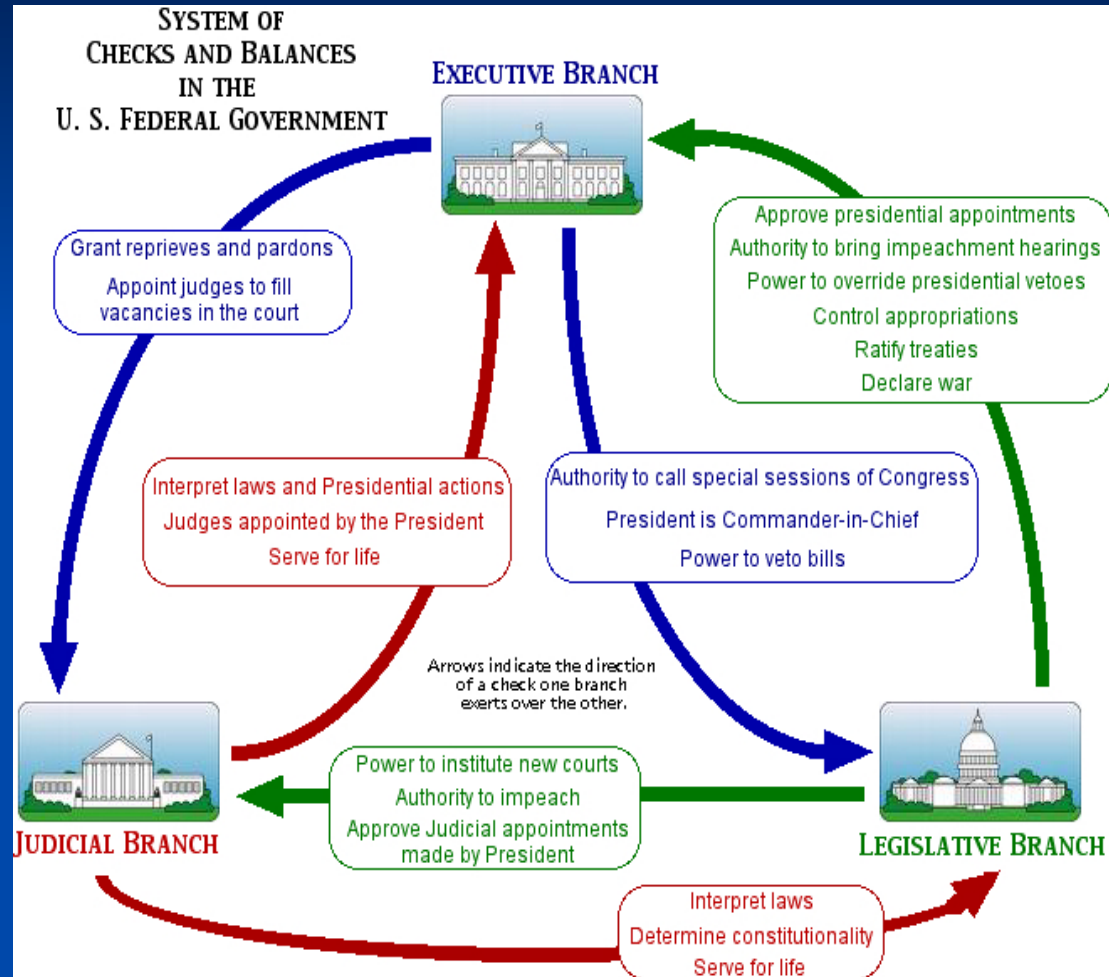 SYSTEM OF
CHECKS AND BALANCES
IN THE
U. S. FEDERAL GOVERNMENT
EXECUTIVE BRANCH
Grant reprieves and pardons
Appoint judges to fill
vacancies in the court
Approve presidential appointments
Authority to bring impeachment hearings
Power to override presidential vetoes
Control appropriations
Ratify treaties
Declare war
Interpret laws and Presidential actions
Judges appointed by the President
Serve for life
Authority to call special sessions of Congress
President is Commander-in-Chief
Power to veto bills
Arrows indicate the direction
of a check one branch
exerts over the other.
Power to institute new courts
Authority to impeach
Approve Judicial appointments
made by President
JUDICIAL BRANCH
LEGISLATIVE BRANCH
Interpret laws
Determine constitutionality
Serve for life